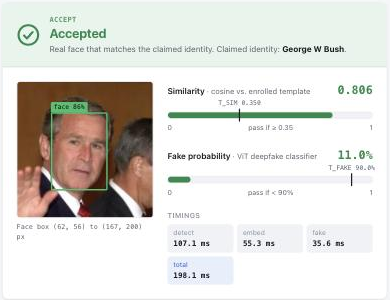 ACCEPT
Accepted
Real face that matches the claimed identity. Claimed identity: George W Bush.
face 86%
Face box (62, 56) to (167, 200)
px
Similarity · cosine vs. enrolled template 0.806
T_SIM 0.350
0 pass if ≥ 0.35 1
Fake probability · ViT deepfake classifier 11.0%
T_FAKE 90.0%
0 pass if < 90% 1
TIMINGS
detect embed fake
107.1 ms 55.3 ms 35.6 ms
total
198.1 ms